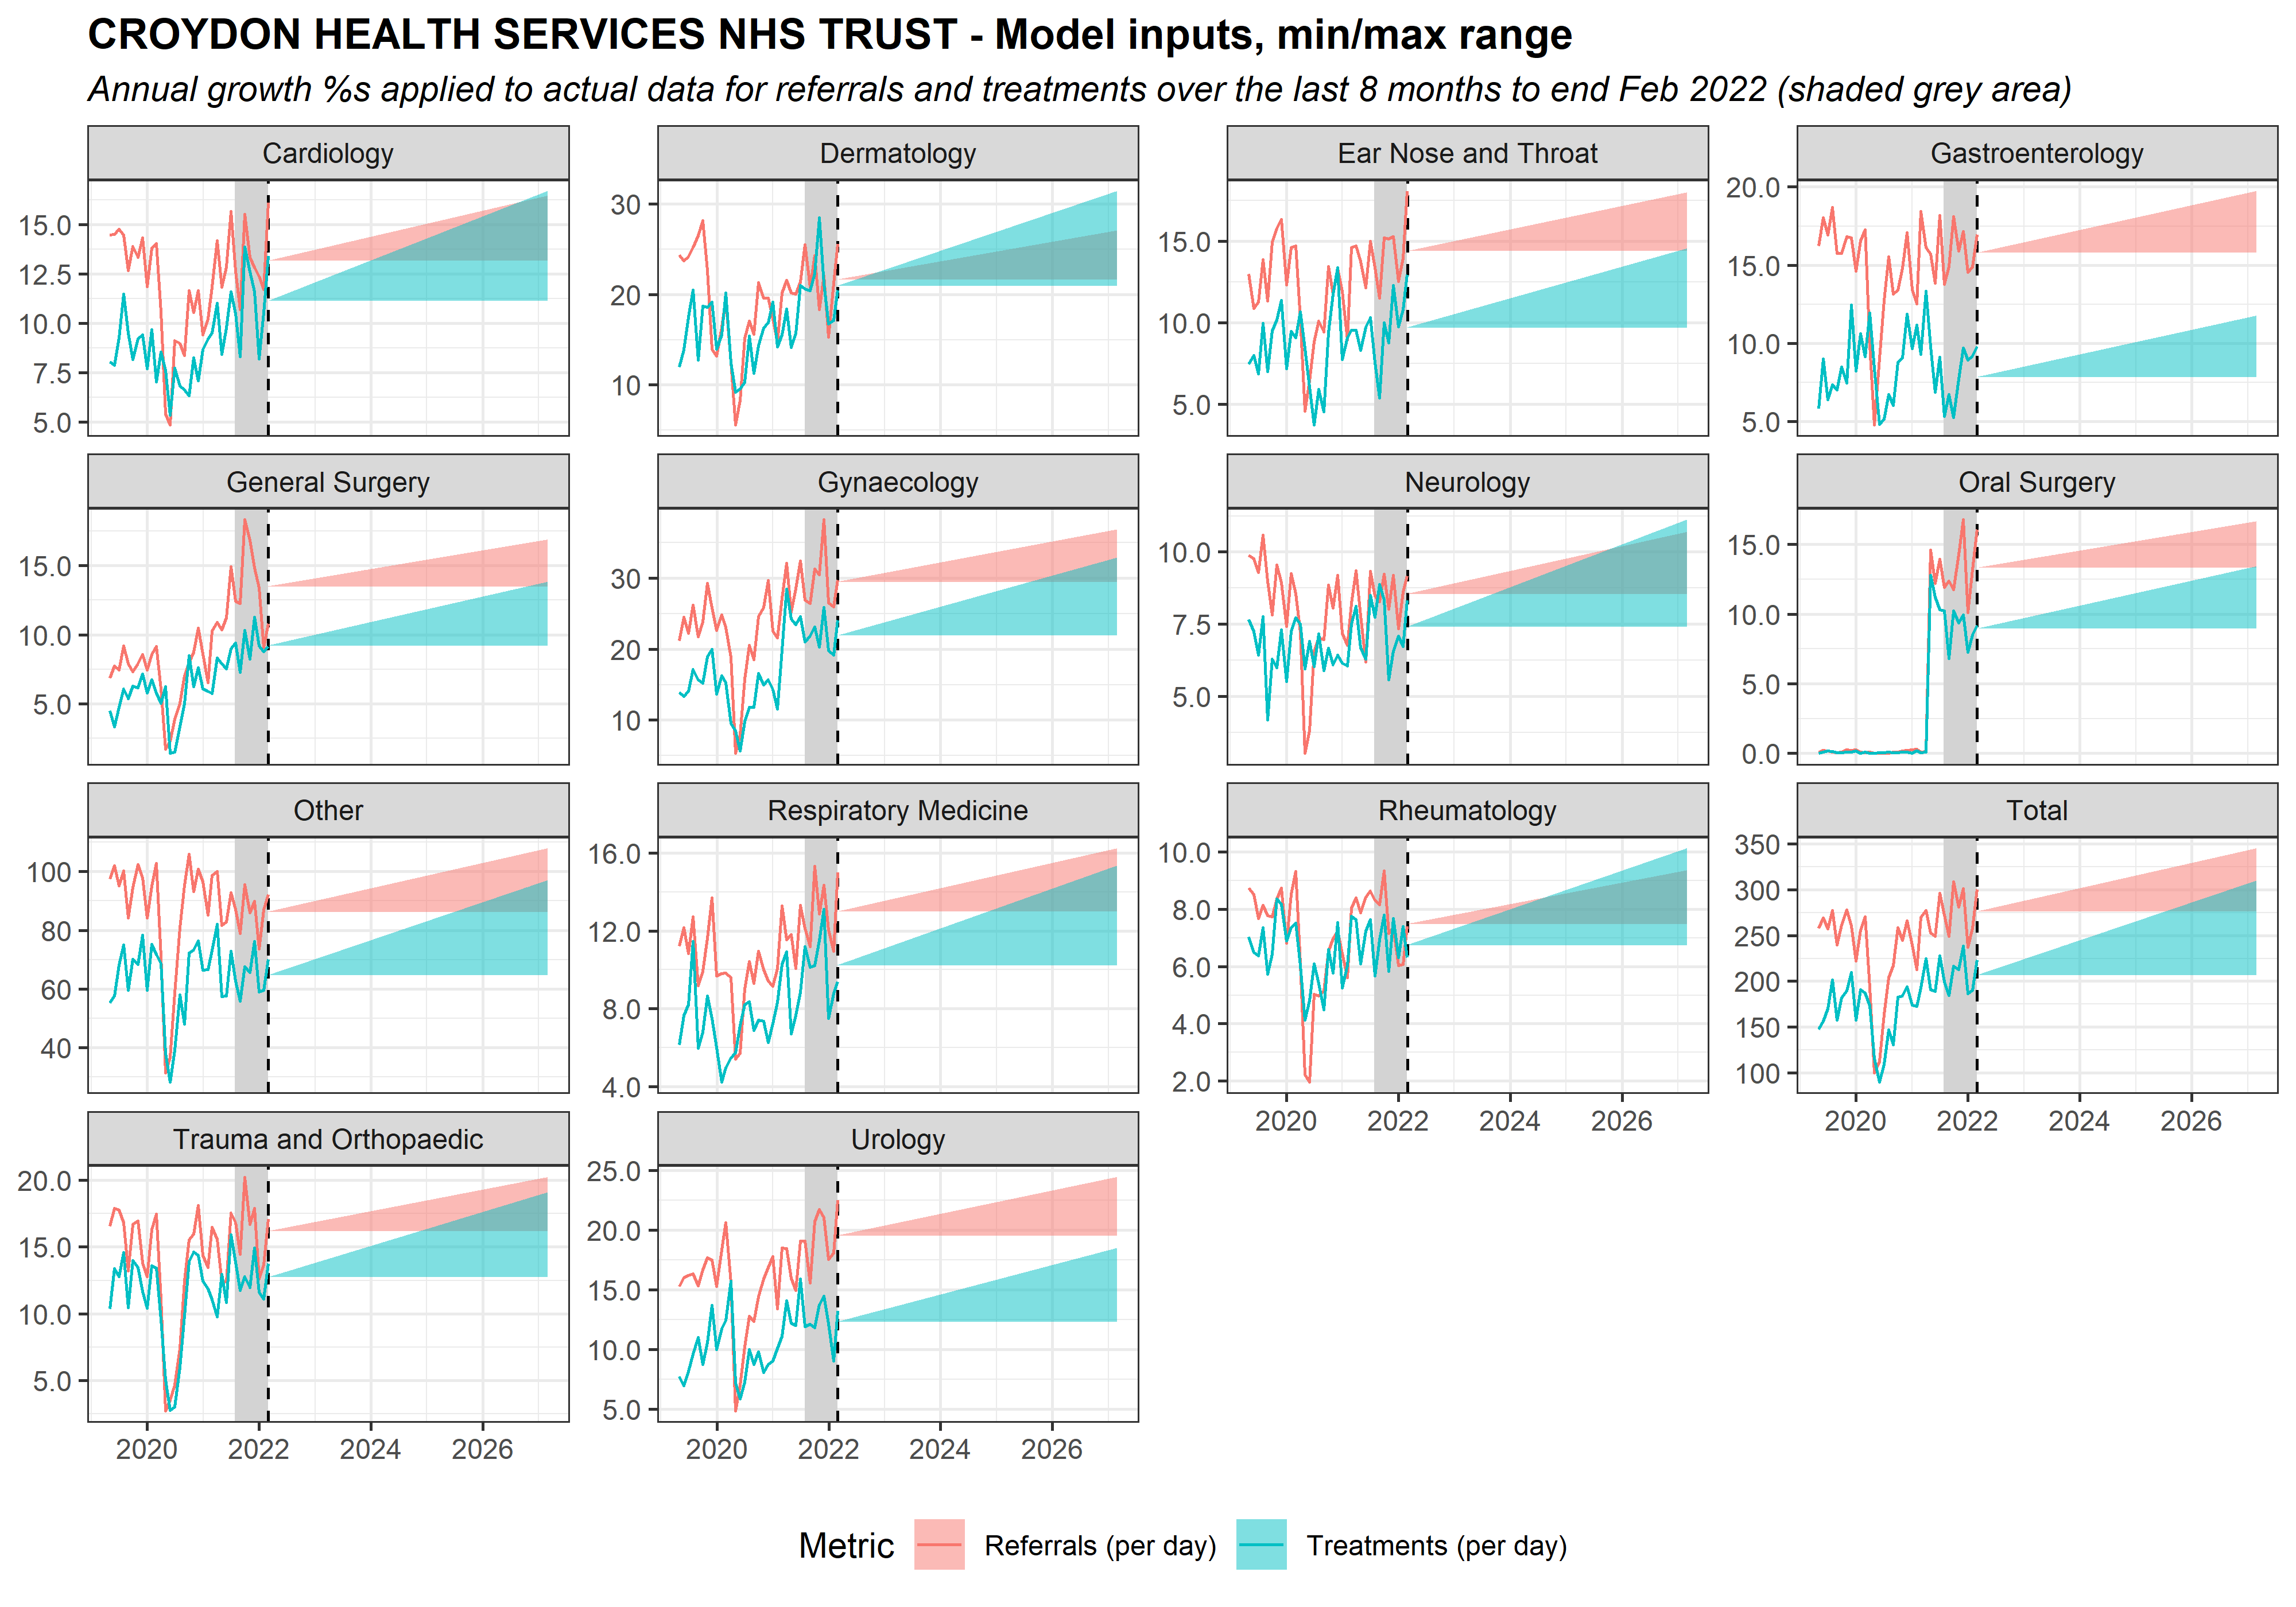 CROYDON HEALTH SERVICES NHS TRUST - Model inputs, min/max range
Annual growth %s applied to actual data for referrals and treatments over the last 8 months to end Feb 2022 (shaded grey area)
Cardiology
15.0
12.5
10.0
7.5
5.0
Dermatology
30
20
10
Ear Nose and Throat
15.0
10.0
5.0
Gastroenterology
20.0
15.0
10.0
5.0
General Surgery
15.0
10.0
5.0
Gynaecology
30
20
10
Neurology
10.0
7.5
5.0
Oral Surgery
15.0
10.0
5.0
0.0
Other
100
80
60
40
Respiratory Medicine
16.0
12.0
8.0
4.0
Rheumatology
10.0
8.0
6.0
4.0
2.0
2020 2022 2024 2026
Total
350
300
250
200
150
100
2020 2022 2024 2026
Trauma and Orthopaedic
20.0
15.0
10.0
5.0
2020 2022 2024 2026
Urology
25.0
20.0
15.0
10.0
5.0
2020 2022 2024 2026
Metric Referrals (per day) Treatments (per day)